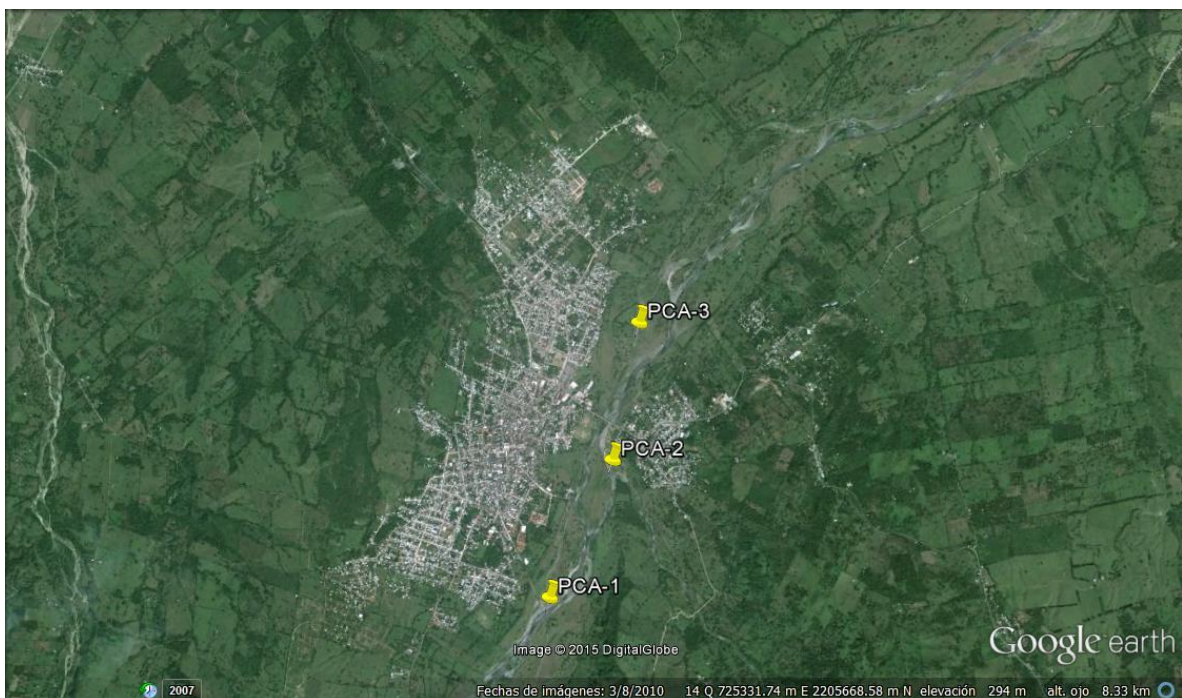 PCA-3
PCA-2
PCA-1
Image © 2015 DigitalGlobe
Google earth
2007
Fechas de imágenes: 3/8/2010 14 Q 725331.74 m E 2205668.58 m N elevación 294 m alt. ojo 8.33 km